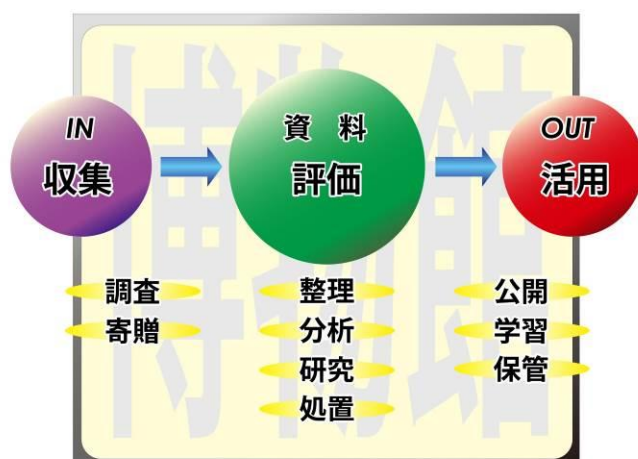 博物館
IN
収集
調査
寄贈
資 料
評価
整理
分析
研究
処置
OUT
活用
公開
学習
保管